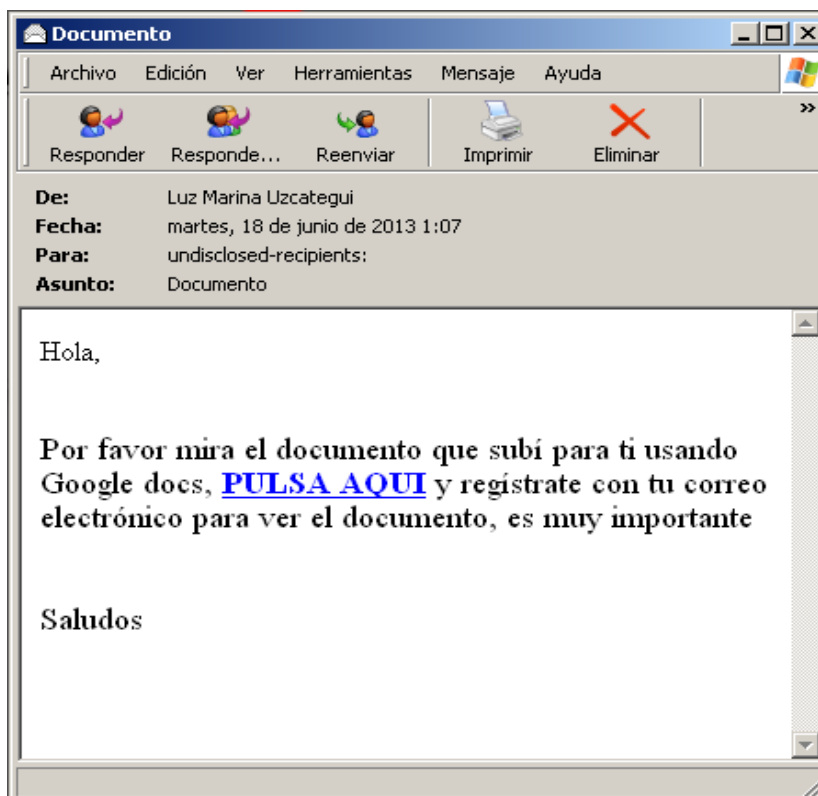 Documento
Archivo Edición Ver Herramientas Mensaje Ayuda
Responder Responde... Reenviar Imprimir Eliminar
De: Luz Marina Uzcategui
Fecha: martes, 18 de junio de 2013 1:07
Para: undisclosed-recipients:
Asunto: Documento
Hola,
Por favor mira el documento que subí para ti usando
Google docs, PULSA AQUI y regístrate con tu correo
electrónico para ver el documento, es muy importante
Saludos